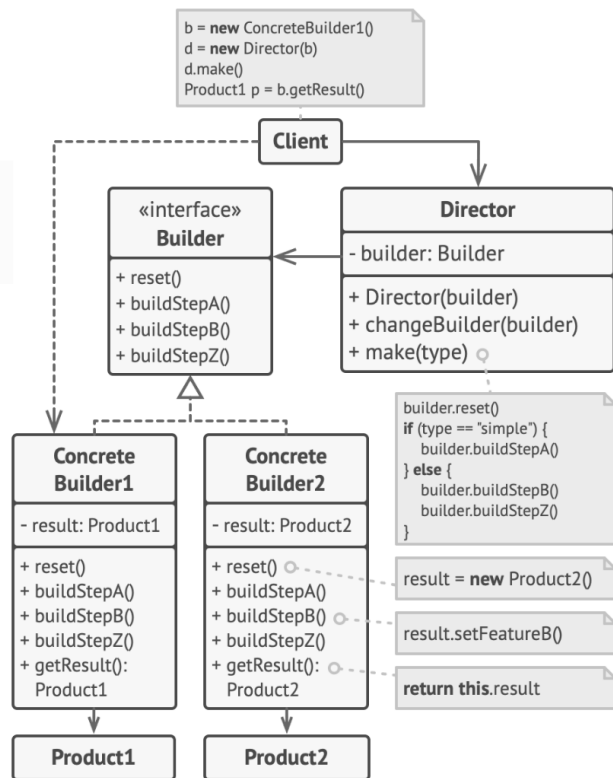 b = new ConcreteBuilder1()
d = new Director(b)
d.make()
Product1 p = b.getResult()
Client
«interface»
Builder
+ reset()
+ buildStepA()
+ buildStepB()
+ buildStepZ()
Director
- builder: Builder
+ Director(builder)
+ changeBuilder(builder)
+ make(type)
builder.reset()
if (type == "simple") {
builder.buildStepA()
} else {
builder.buildStepB()
builder.buildStepZ()
}
Concrete
Builder1
- result: Product1
+ reset()
+ buildStepA()
+ buildStepB()
+ buildStepZ()
+ getResult():
Product1
Concrete
Builder2
- result: Product2
+ reset()
+ buildStepA()
+ buildStepB()
+ buildStepZ()
+ getResult():
Product2
result = new Product2()
result.setFeatureB()
return this.result
Product1
Product2